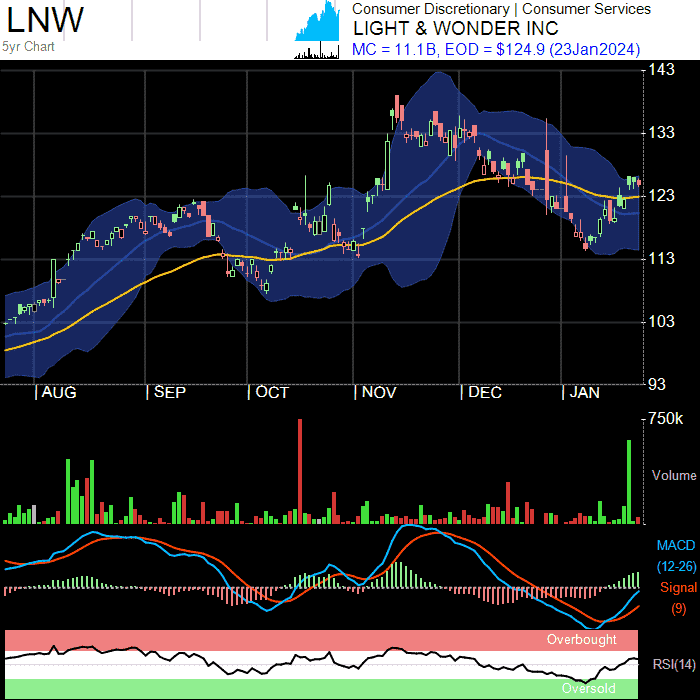 LNW
5yr Chart
Consumer Discretionary | Consumer Services
LIGHT & WONDER INC
MC = 11.1B, EOD = $124.9 (23Jan2024)
143
133
123
113
103
93
| AUG | SEP | OCT | NOV | DEC | JAN
750k
Volume
MACD
(12-26)
Signal
(9)
Overbought
RSI(14)
Oversold